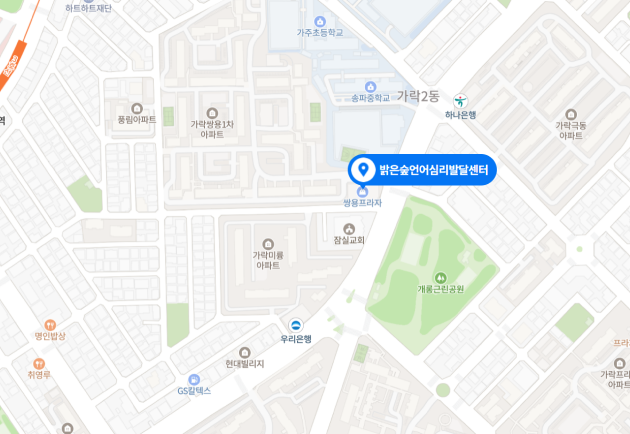 하트하트재단
가주초등학교
송파중학교
가락2동
하나은행
풍림아파트
가락쌍용1차
아파트
가락극동
아파트
역
밝은숲언어심리발달센터
쌍용프라자
잠실교회
가락미륭
아파트
개롱근린공원
명인밥상
우리은행
현대빌리지
취영루
GS칼텍스
프라자
가락프라
아파트